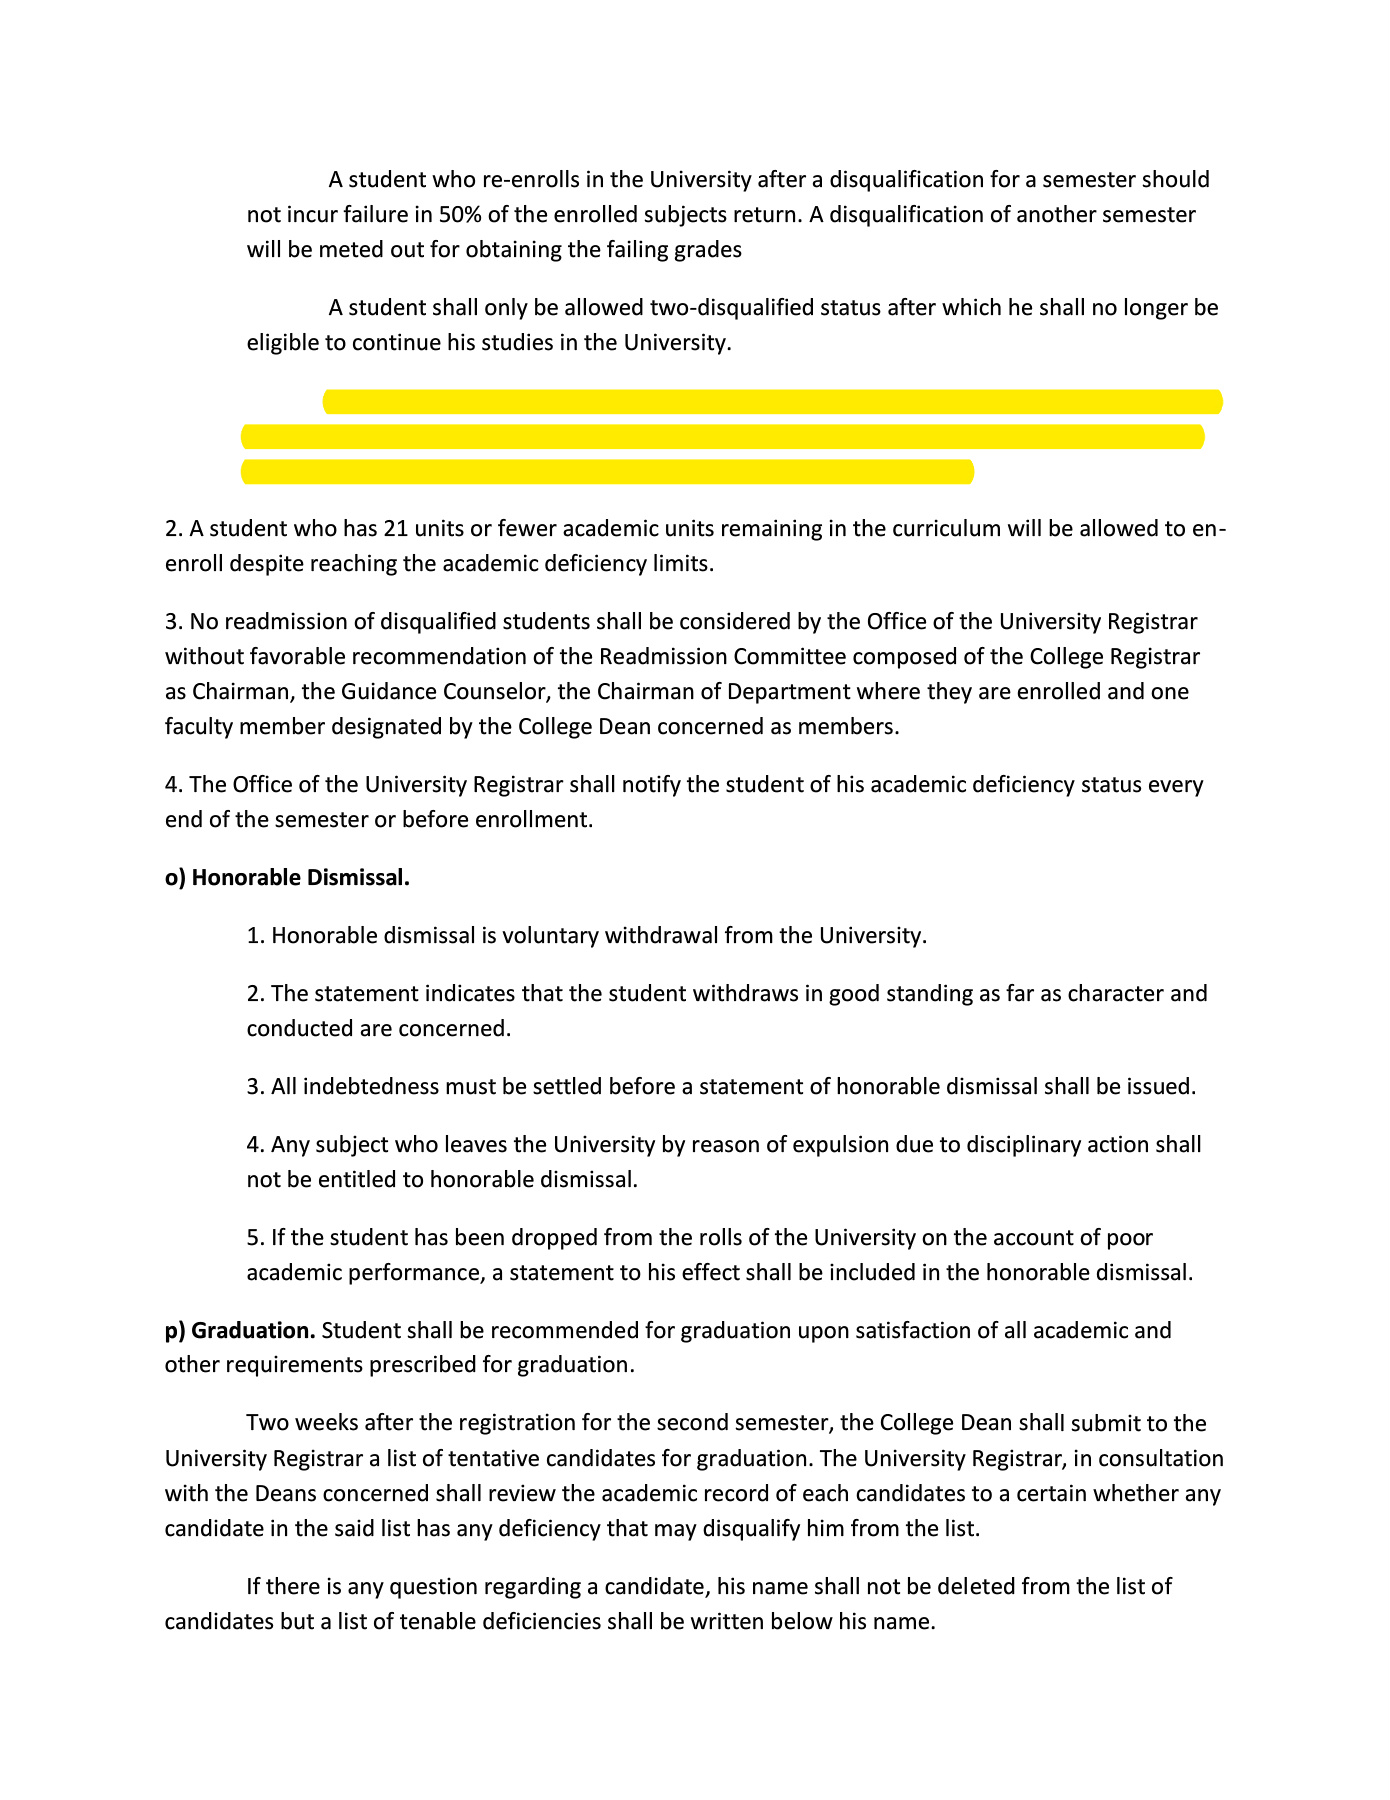 A student who re-enrolls in the University after a disqualification for a semester should
not incur failure in 50% of the enrolled subjects return. A disqualification of another semester
will be meted out for obtaining the failing grades
A student shall only be allowed two-disqualified status after which he shall no longer be
eligible to continue his studies in the University.
2. A student who has 21 units or fewer academic units remaining in the curriculum will be allowed to en-
enroll despite reaching the academic deficiency limits.
3. No readmission of disqualified students shall be considered by the Office of the University Registrar
without favorable recommendation of the Readmission Committee composed of the College Registrar
as Chairman, the Guidance Counselor, the Chairman of Department where they are enrolled and one
faculty member designated by the College Dean concerned as members.
4. The Office of the University Registrar shall notify the student of his academic deficiency status every
end of the semester or before enrollment.
o) Honorable Dismissal.
1. Honorable dismissal is voluntary withdrawal from the University.
2. The statement indicates that the student withdraws in good standing as far as character and
conducted are concerned.
3. All indebtedness must be settled before a statement of honorable dismissal shall be issued.
4. Any subject who leaves the University by reason of expulsion due to disciplinary action shall
not be entitled to honorable dismissal.
5. If the student has been dropped from the rolls of the University on the account of poor
academic performance, a statement to his effect shall be included in the honorable dismissal.
p) Graduation. Student shall be recommended for graduation upon satisfaction of all academic and
other requirements prescribed for graduation.
Two weeks after the registration for the second semester, the College Dean shall submit to the
University Registrar a list of tentative candidates for graduation. The University Registrar, in consultation
with the Deans concerned shall review the academic record of each candidates to a certain whether any
candidate in the said list has any deficiency that may disqualify him from the list.
If there is any question regarding a candidate, his name shall not be deleted from the list of
candidates but a list of tenable deficiencies shall be written below his name.